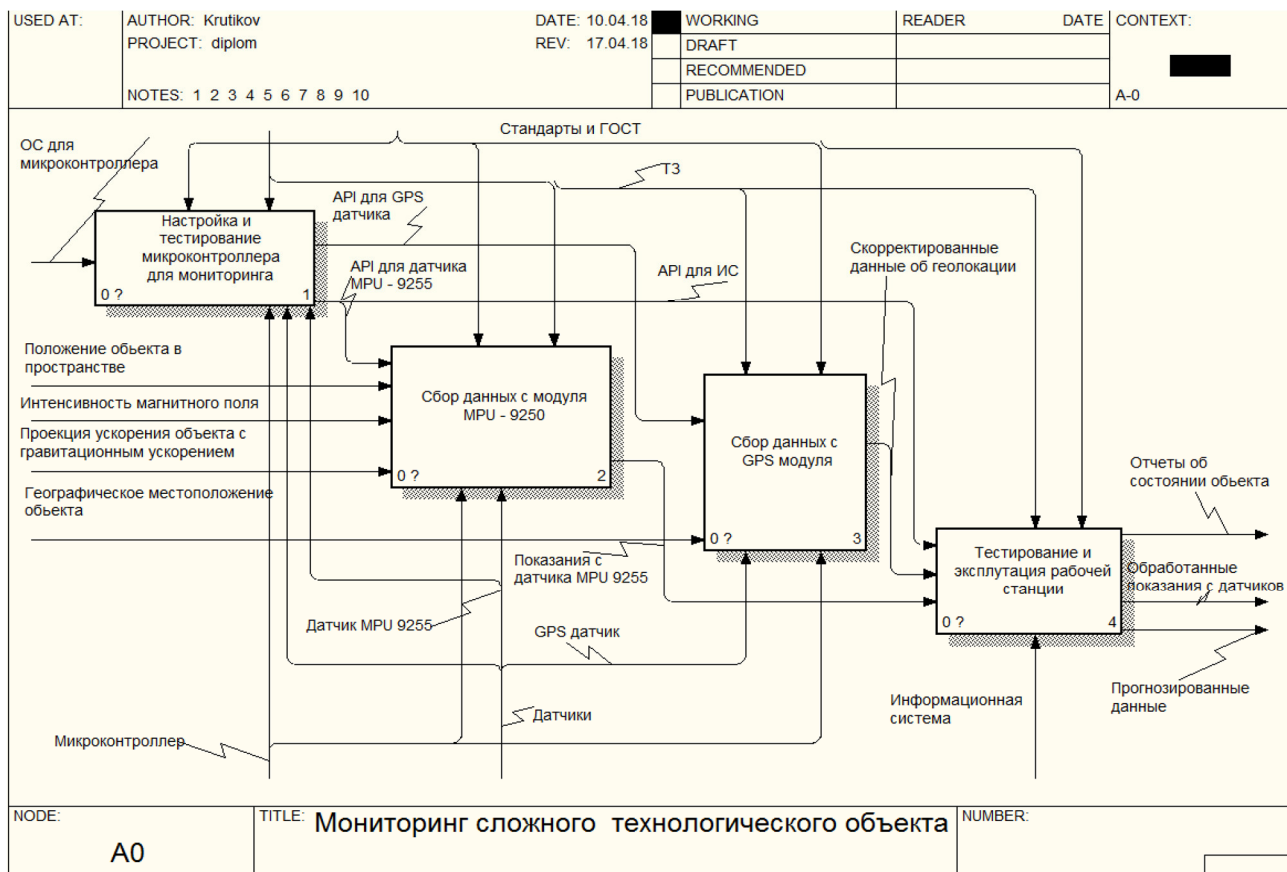 USED AT:
AUTHOR: Krutikov
DATE: 10.04.18
WORKING
READER
DATE
CONTEXT:
PROJECT: diplom
REV: 17.04.18
DRAFT
RECOMMENDED
NOTES: 1 2 3 4 5 6 7 8 9 10
PUBLICATION
A-0
Стандарты и ГОСТ
ОС для
микроконтроллера
ТЗ
API для GPS
датчика
Настройка и
тестирование
микроконтроллера
для мониторинга
0 ?
1
API для датчика
MPU - 9255
API для ИС
Скорректированные
данные об геолокации
Положение обьекта в
пространстве
Интенсивность магнитного поля
Проекция ускорения объекта с
гравитационным ускорением
Географическое местоположение
обьекта
Сбор данных с модуля
MPU - 9250
0 ?
2
Сбор данных с
GPS модуля
0 ?
3
Отчеты об
состоянии обьекта
Показания с
датчика MPU 9255
Тестирование и
эксплутация рабочей
станции
0 ?
4
Обработанные
показания с датчиков
Датчик MPU 9255
GPS датчик
Прогнозированные
данные
Информационная
система
Датчики
Микроконтроллер
NODE:
A0
TITLE:
Мониторинг сложного технологического объекта
NUMBER: